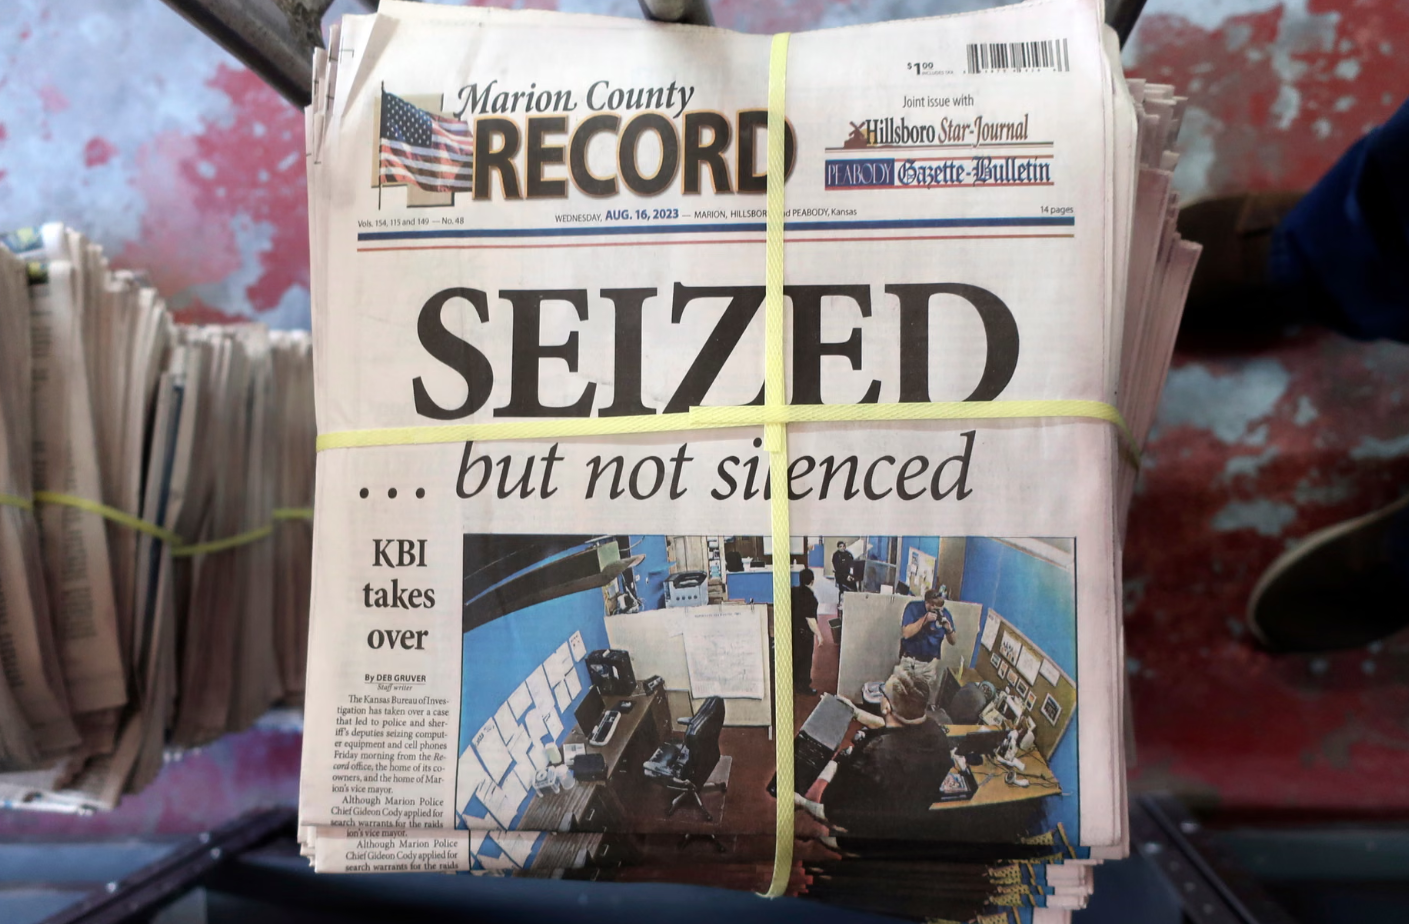 $1.00
Marion County
RECORD
Joint issue with
Hillsboro Star-Journal
PEABODY Gazette-Bulletin
Vols. 154, 115 and 149 — No. 48
WEDNESDAY, AUG. 16, 2023 — MARION, HILLSBORO and PEABODY, Kansas
14 pages
SEIZED
... but not silenced
KBI
takes
over
By DEB GRUVER
Staff writer
The Kansas Bureau of Inves-
tigation has taken over a case
that led to police and sher-
iff's deputies seizing comput-
er equipment and cell phones
Friday morning from the Re-
cord office, the home of its co-
owners, and the home of Mar-
ion's vice mayor.
Although Marion Police
Chief Gideon Cody applied for
search warrants for the raids
ion's vice mayor.
Although Marion Police
Chief Gideon Cody applied for
search warrants for the raids